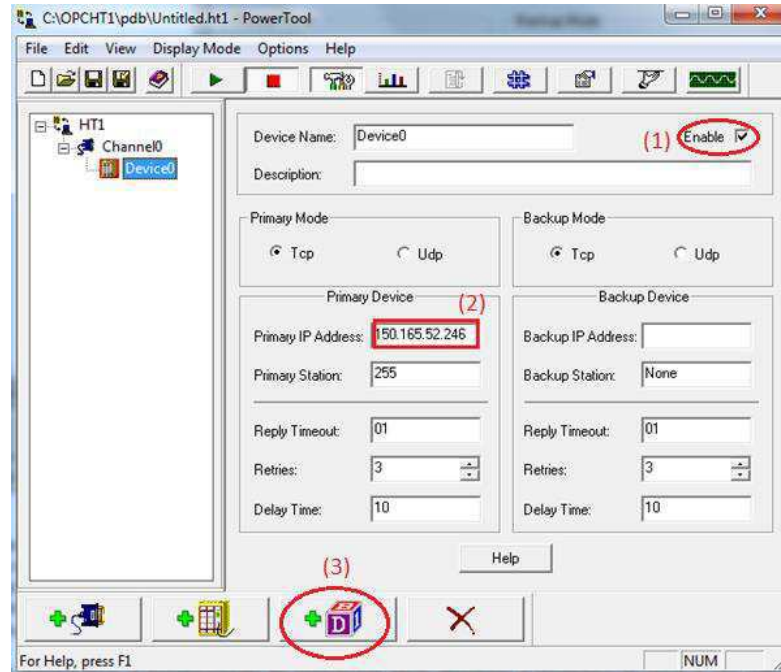 C:\OPCHT1\pdb\Untitled.ht1 - PowerTool
File Edit View Display Mode Options Help
HT1
Channel0
Device0
Device Name: Device0
(1) Enable
Description:
Primary Mode
Tcp Udp
Backup Mode
Tcp Udp
Primary Device
(2)
Primary IP Address: 150.165.52.246
Primary Station: 255
Reply Timeout: 01
Retries: 3
Delay Time: 10
Backup Device
Backup IP Address:
Backup Station: None
Reply Timeout: 01
Retries: 3
Delay Time: 10
Help
(3)
D
For Help, press F1
NUM